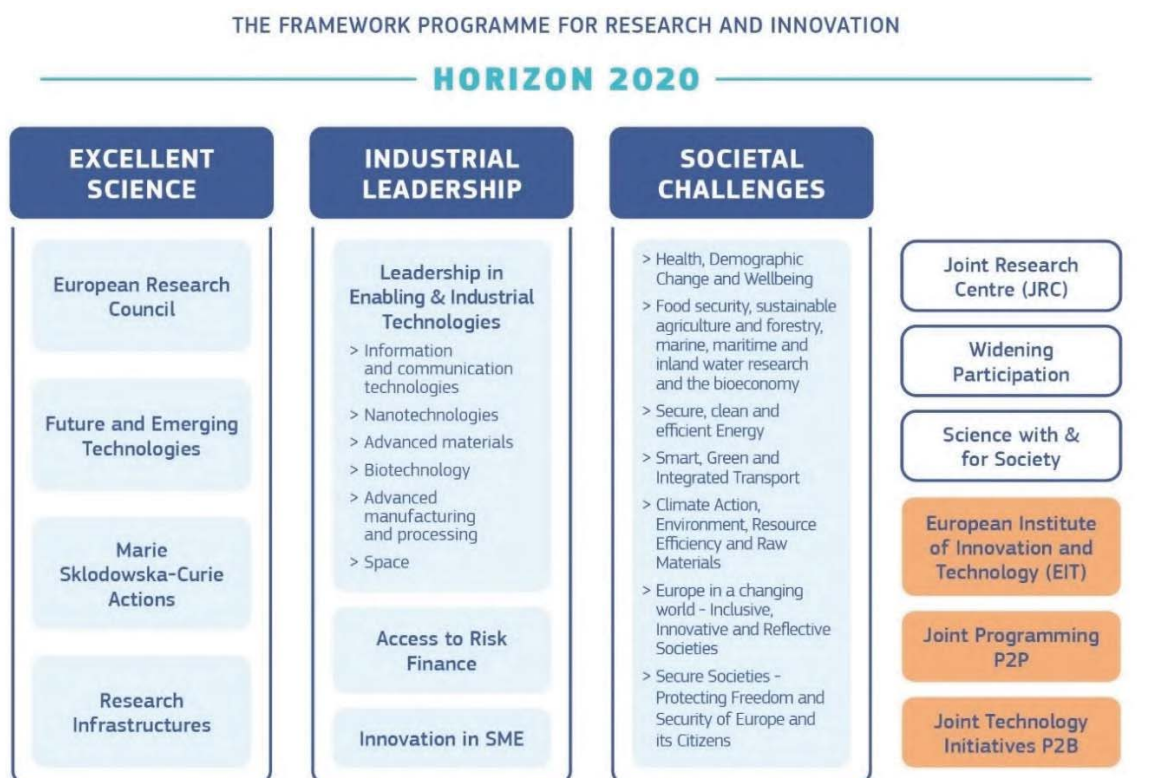 THE FRAMEWORK PROGRAMME FOR RESEARCH AND INNOVATION
HORIZON 2020
EXCELLENT
SCIENCE
European Research
Council
Future and Emerging
Technologies
Marie
Sklodowska-Curie
Actions
Research
Infrastructures
INDUSTRIAL
LEADERSHIP
Leadership in
Enabling & Industrial
Technologies
> Information
and communication
technologies
> Nanotechnologies
> Advanced materials
> Biotechnology
> Advanced
manufacturing
and processing
> Space
Access to Risk
Finance
Innovation in SME
SOCIETAL
CHALLENGES
> Health, Demographic
Change and Wellbeing
> Food security, sustainable
agriculture and forestry,
marine, maritime and
inland water research
and the bioeconomy
> Secure, clean and
efficient Energy
> Smart, Green and
Integrated Transport
> Climate Action,
Environment, Resource
Efficiency and Raw
Materials
> Europe in a changing
world - Inclusive,
Innovative and Reflective
Societies
> Secure Societies -
Protecting Freedom and
Security of Europe and
its Citizens
Joint Research
Centre (JRC)
Widening
Participation
Science with &
for Society
European Institute
of Innovation and
Technology (EIT)
Joint Programming
P2P
Joint Technology
Initiatives P2B